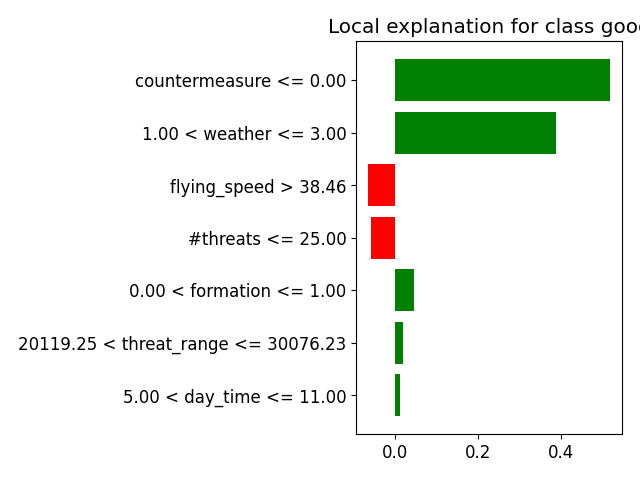 Local explanation for class good
countermeasure <= 0.00
1.00 < weather <= 3.00
flying_speed > 38.46
#threats <= 25.00
0.00 < formation <= 1.00
20119.25 < threat_range <= 30076.23
5.00 < day_time <= 11.00
0.0 0.2 0.4